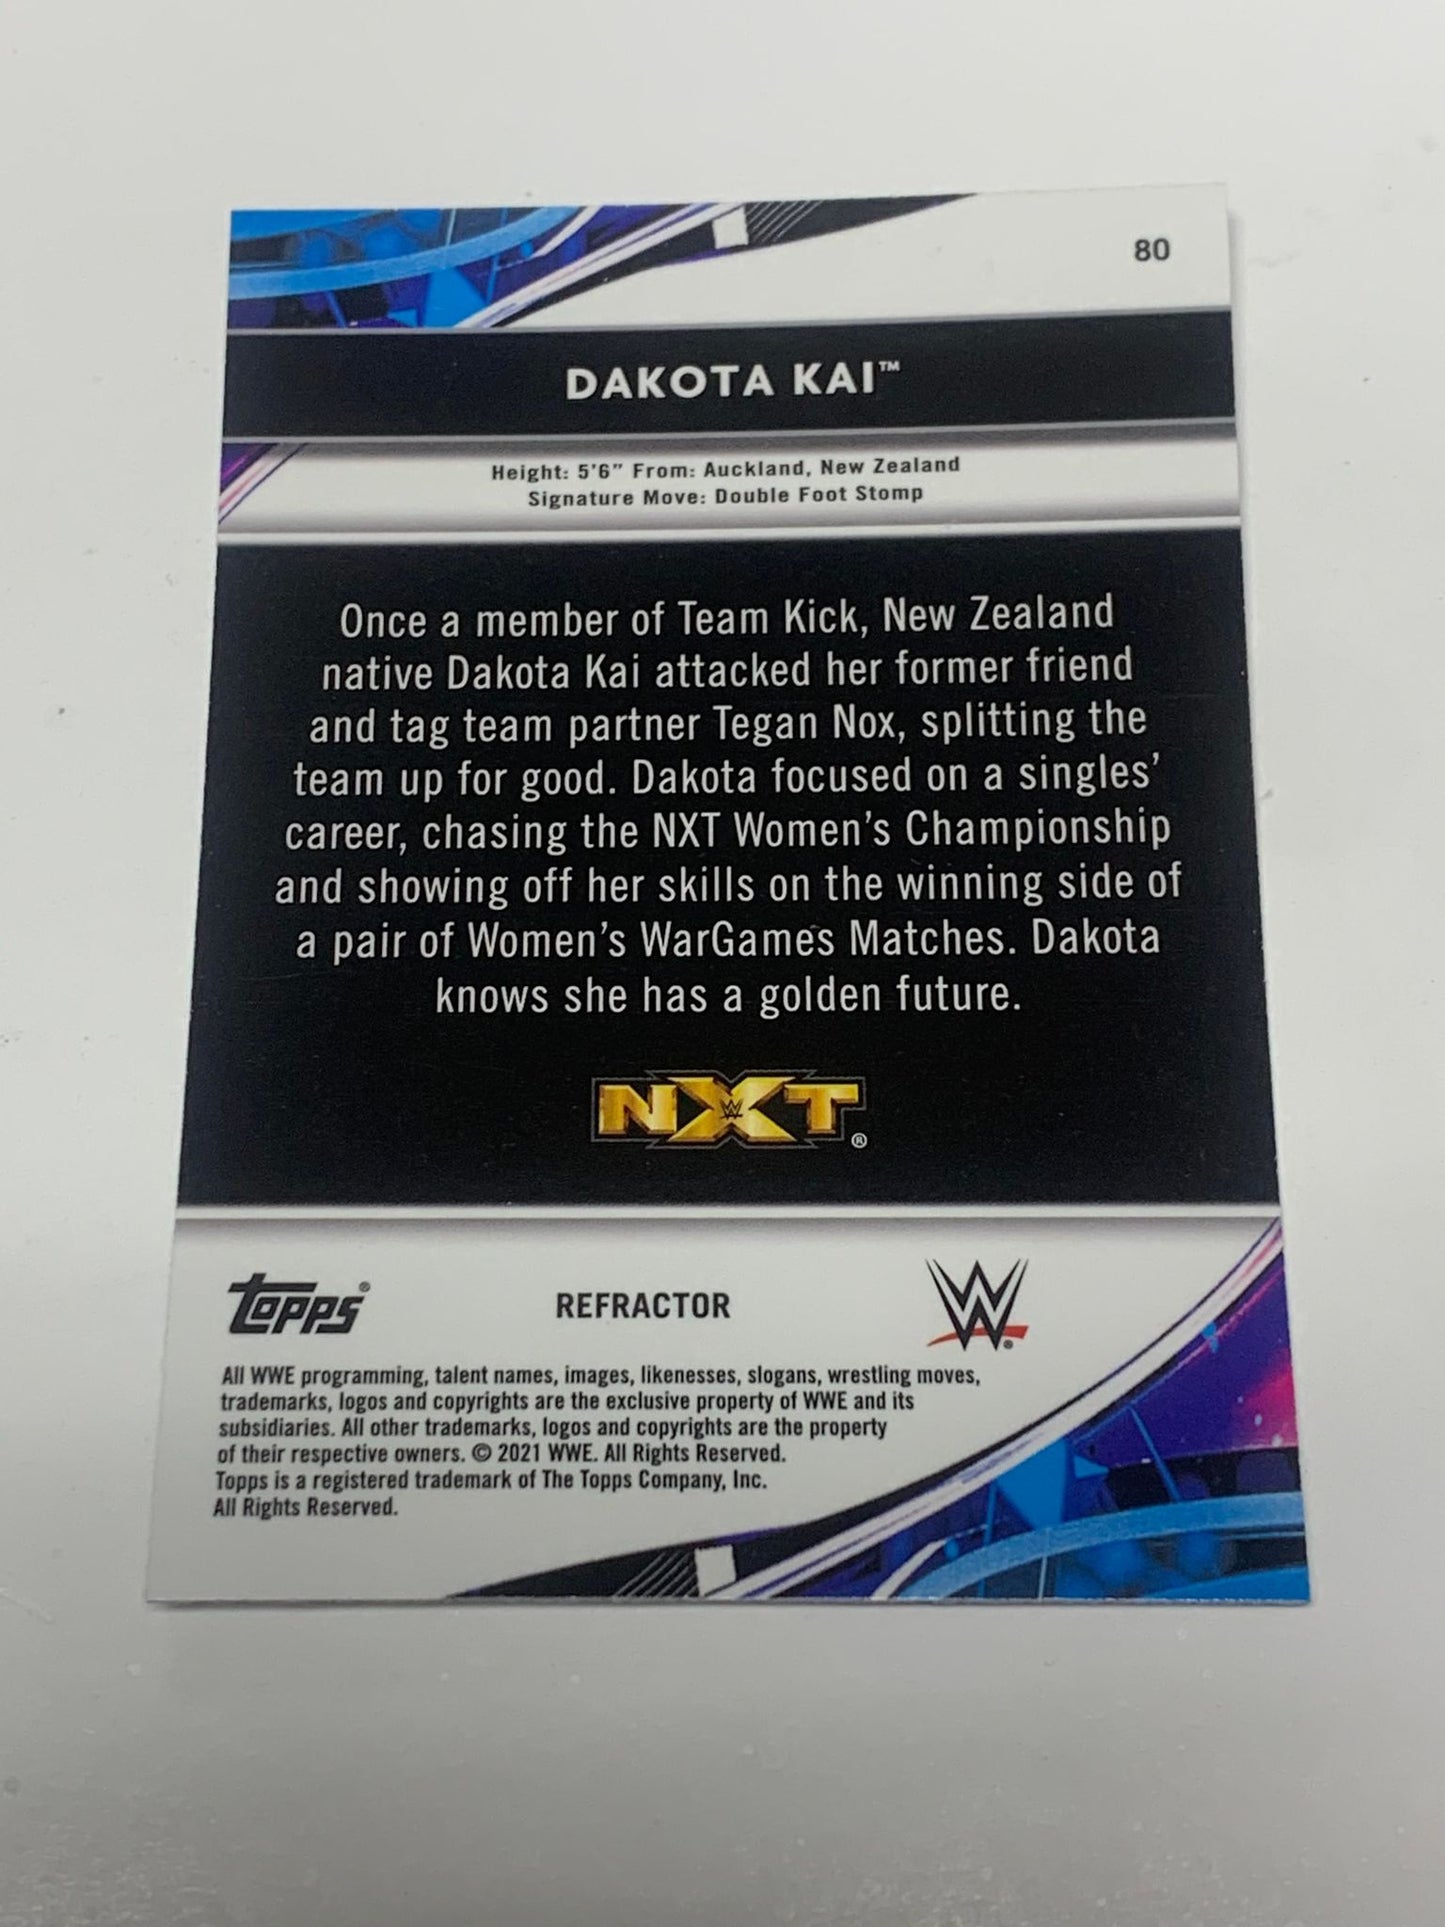 80
DAKOTA KAI™
Height: 5'6" From: Auckland, New Zealand
Signature Move: Double Foot Stomp
Once a member of Team Kick, New Zealand
native Dakota Kai attacked her former friend
and tag team partner Tegan Nox, splitting the
team up for good. Dakota focused on a singles'
career, chasing the NXT Women's Championship
and showing off her skills on the winning side of
a pair of Women's WarGames Matches. Dakota
knows she has a golden future.
NXT®
topps® REFRACTOR W®
All WWE programming, talent names, images, likenesses, slogans, wrestling moves,
trademarks, logos and copyrights are the exclusive property of WWE and its
subsidiaries. All other trademarks, logos and copyrights are the property
of their respective owners. © 2021 WWE. All Rights Reserved.
Topps is a registered trademark of The Topps Company, Inc.
All Rights Reserved.